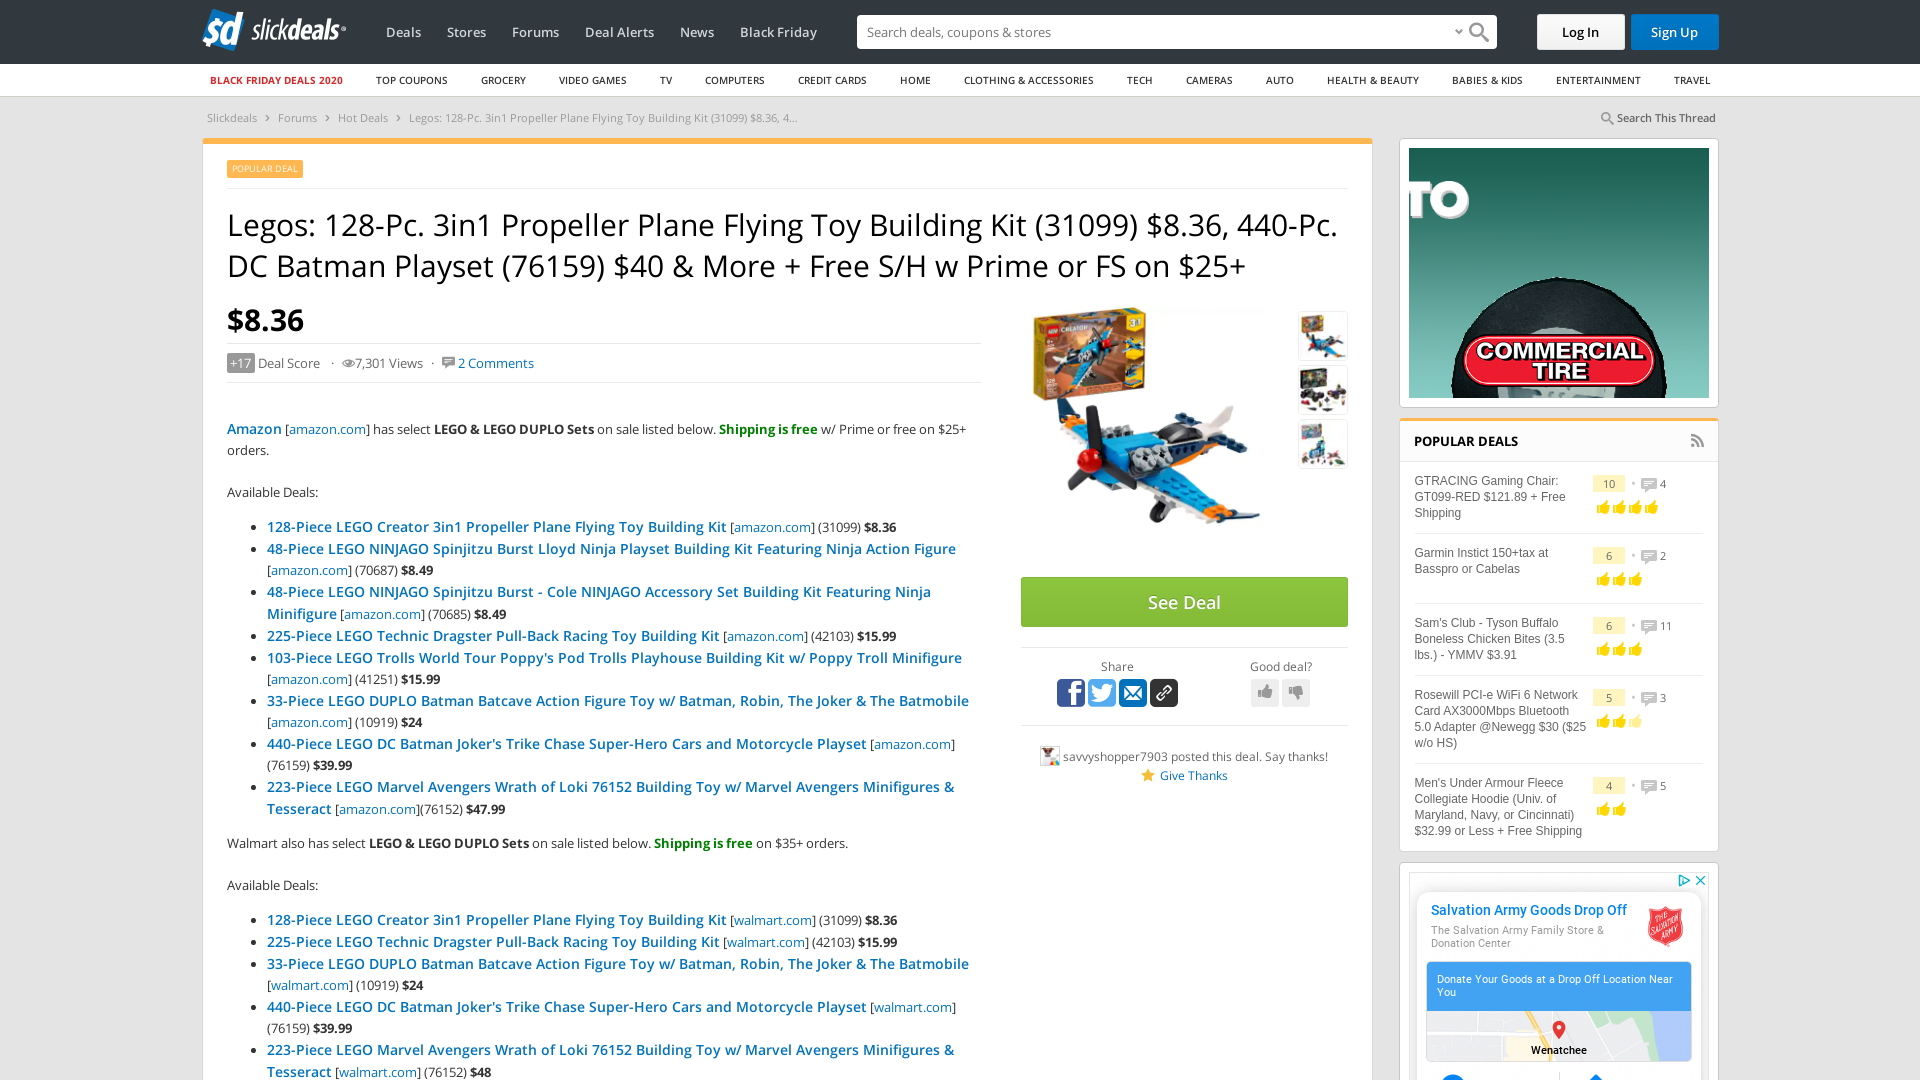 slickdeals
Deals
Stores
Forums
Deal Alerts
News
Black Friday
Search deals, coupons & stores
Log In
Sign Up
BLACK FRIDAY DEALS 2020
TOP COUPONS
GROCERY
VIDEO GAMES
TV
COMPUTERS
CREDIT CARDS
HOME
CLOTHING & ACCESSORIES
TECH
CAMERAS
AUTO
HEALTH & BEAUTY
BABIES & KIDS
ENTERTAINMENT
TRAVEL
Slickdeals › Forums › Hot Deals › Legos: 128-Pc. 3in1 Propeller Plane Flying Toy Building Kit (31099) $8.36, 4...
Search This Thread
POPULAR DEAL
Legos: 128-Pc. 3in1 Propeller Plane Flying Toy Building Kit (31099) $8.36, 440-Pc.
DC Batman Playset (76159) $40 & More + Free S/H w Prime or FS on $25+
$8.36
+17 Deal Score · 7,301 Views · 2 Comments
Amazon [amazon.com] has select LEGO & LEGO DUPLO Sets on sale listed below. Shipping is free w/ Prime or free on $25+
orders.
Available Deals:
• 128-Piece LEGO Creator 3in1 Propeller Plane Flying Toy Building Kit [amazon.com] (31099) $8.36
• 48-Piece LEGO NINJAGO Spinjitzu Burst Lloyd Ninja Playset Building Kit Featuring Ninja Action Figure
[amazon.com] (70687) $8.49
• 48-Piece LEGO NINJAGO Spinjitzu Burst - Cole NINJAGO Accessory Set Building Kit Featuring Ninja
Minifigure [amazon.com] (70685) $8.49
• 225-Piece LEGO Technic Dragster Pull-Back Racing Toy Building Kit [amazon.com] (42103) $15.99
• 103-Piece LEGO Trolls World Tour Poppy's Pod Trolls Playhouse Building Kit w/ Poppy Troll Minifigure
[amazon.com] (41251) $15.99
• 33-Piece LEGO DUPLO Batman Batcave Action Figure Toy w/ Batman, Robin, The Joker & The Batmobile
[amazon.com] (10919) $24
• 440-Piece LEGO DC Batman Joker's Trike Chase Super-Hero Cars and Motorcycle Playset [amazon.com]
(76159) $39.99
• 223-Piece LEGO Marvel Avengers Wrath of Loki 76152 Building Toy w/ Marvel Avengers Minifigures &
Tesseract [amazon.com](76152) $47.99
Walmart also has select LEGO & LEGO DUPLO Sets on sale listed below. Shipping is free on $35+ orders.
Available Deals:
• 128-Piece LEGO Creator 3in1 Propeller Plane Flying Toy Building Kit [walmart.com] (31099) $8.36
• 225-Piece LEGO Technic Dragster Pull-Back Racing Toy Building Kit [walmart.com] (42103) $15.99
• 33-Piece LEGO DUPLO Batman Batcave Action Figure Toy w/ Batman, Robin, The Joker & The Batmobile
[walmart.com] (10919) $24
• 440-Piece LEGO DC Batman Joker's Trike Chase Super-Hero Cars and Motorcycle Playset [walmart.com]
(76159) $39.99
• 223-Piece LEGO Marvel Avengers Wrath of Loki 76152 Building Toy w/ Marvel Avengers Minifigures &
Tesseract [walmart.com] (76152) $48
CREATOR
See Deal
Share
Good deal?
savvyshopper7903 posted this deal. Say thanks!
Give Thanks
TO
COMMERCIAL
TIRE
POPULAR DEALS
GTRACING Gaming Chair:
GT099-RED $121.89 + Free
Shipping
10 • 4
Garmin Instict 150+tax at
Basspro or Cabelas
6 • 2
Sam's Club - Tyson Buffalo
Boneless Chicken Bites (3.5
lbs.) - YMMV $3.91
6 • 11
Rosewill PCI-e WiFi 6 Network
Card AX3000Mbps Bluetooth
5.0 Adapter @Newegg $30 ($25
w/o HS)
5 • 3
Men's Under Armour Fleece
Collegiate Hoodie (Univ. of
Maryland, Navy, or Cincinnati)
$32.99 or Less + Free Shipping
4 • 5
Salvation Army Goods Drop Off
The Salvation Army Family Store &
Donation Center
THE
SALVATION
ARMY
Donate Your Goods at a Drop Off Location Near
You
Wenatchee